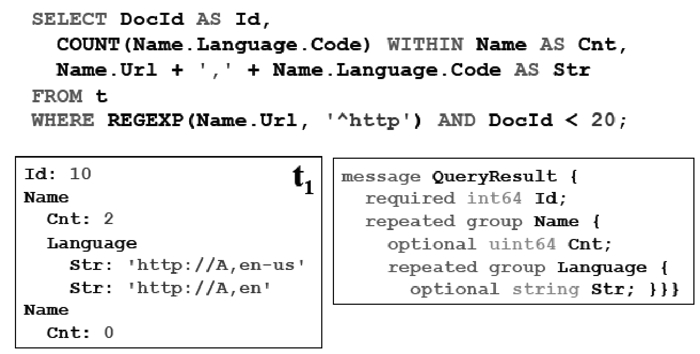 SELECT DocId AS Id,
COUNT(Name.Language.Code) WITHIN Name AS Cnt,
Name.Url + ',' + Name.Language.Code AS Str
FROM t
WHERE REGEXP(Name.Url, '^http') AND DocId < 20;
Id: 10
t1
Name
Cnt: 2
Language
Str: 'http://A,en-us'
Str: 'http://A,en'
Name
Cnt: 0
message QueryResult {
required int64 Id;
repeated group Name {
optional uint64 Cnt;
repeated group Language {
optional string Str; }}}